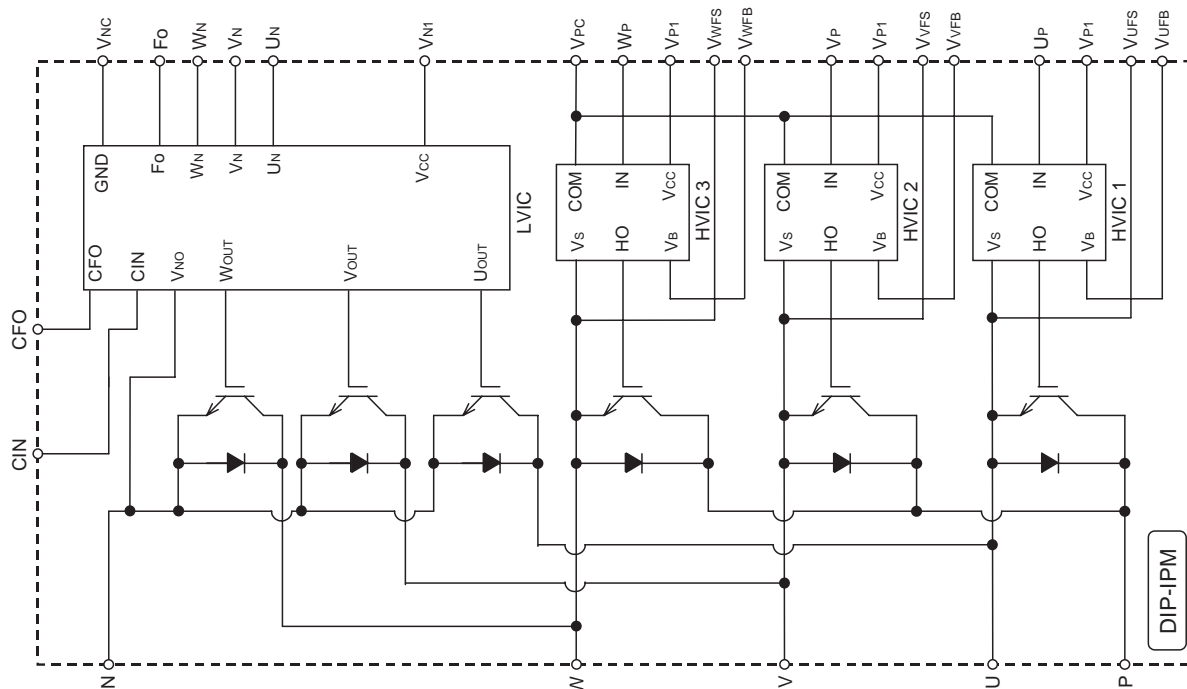 VUFB
VUFS
VP1
UP
VVFB
VVFS
VP1
VP
VWFB
VWFS
VP1
WP
VPC
VN1
UN
VN
WN
Fo
VNC
HVIC 1
VB
VCC
HO
IN
VS
COM
HVIC 2
VB
VCC
HO
IN
VS
COM
HVIC 3
VB
VCC
HO
IN
VS
COM
LVIC
VCC
UN
VN
WN
Fo
GND
UOUT
VOUT
WOUT
VNO
CIN
CFO
CFO
CIN
DIP-IPM
P
U
V
W
N